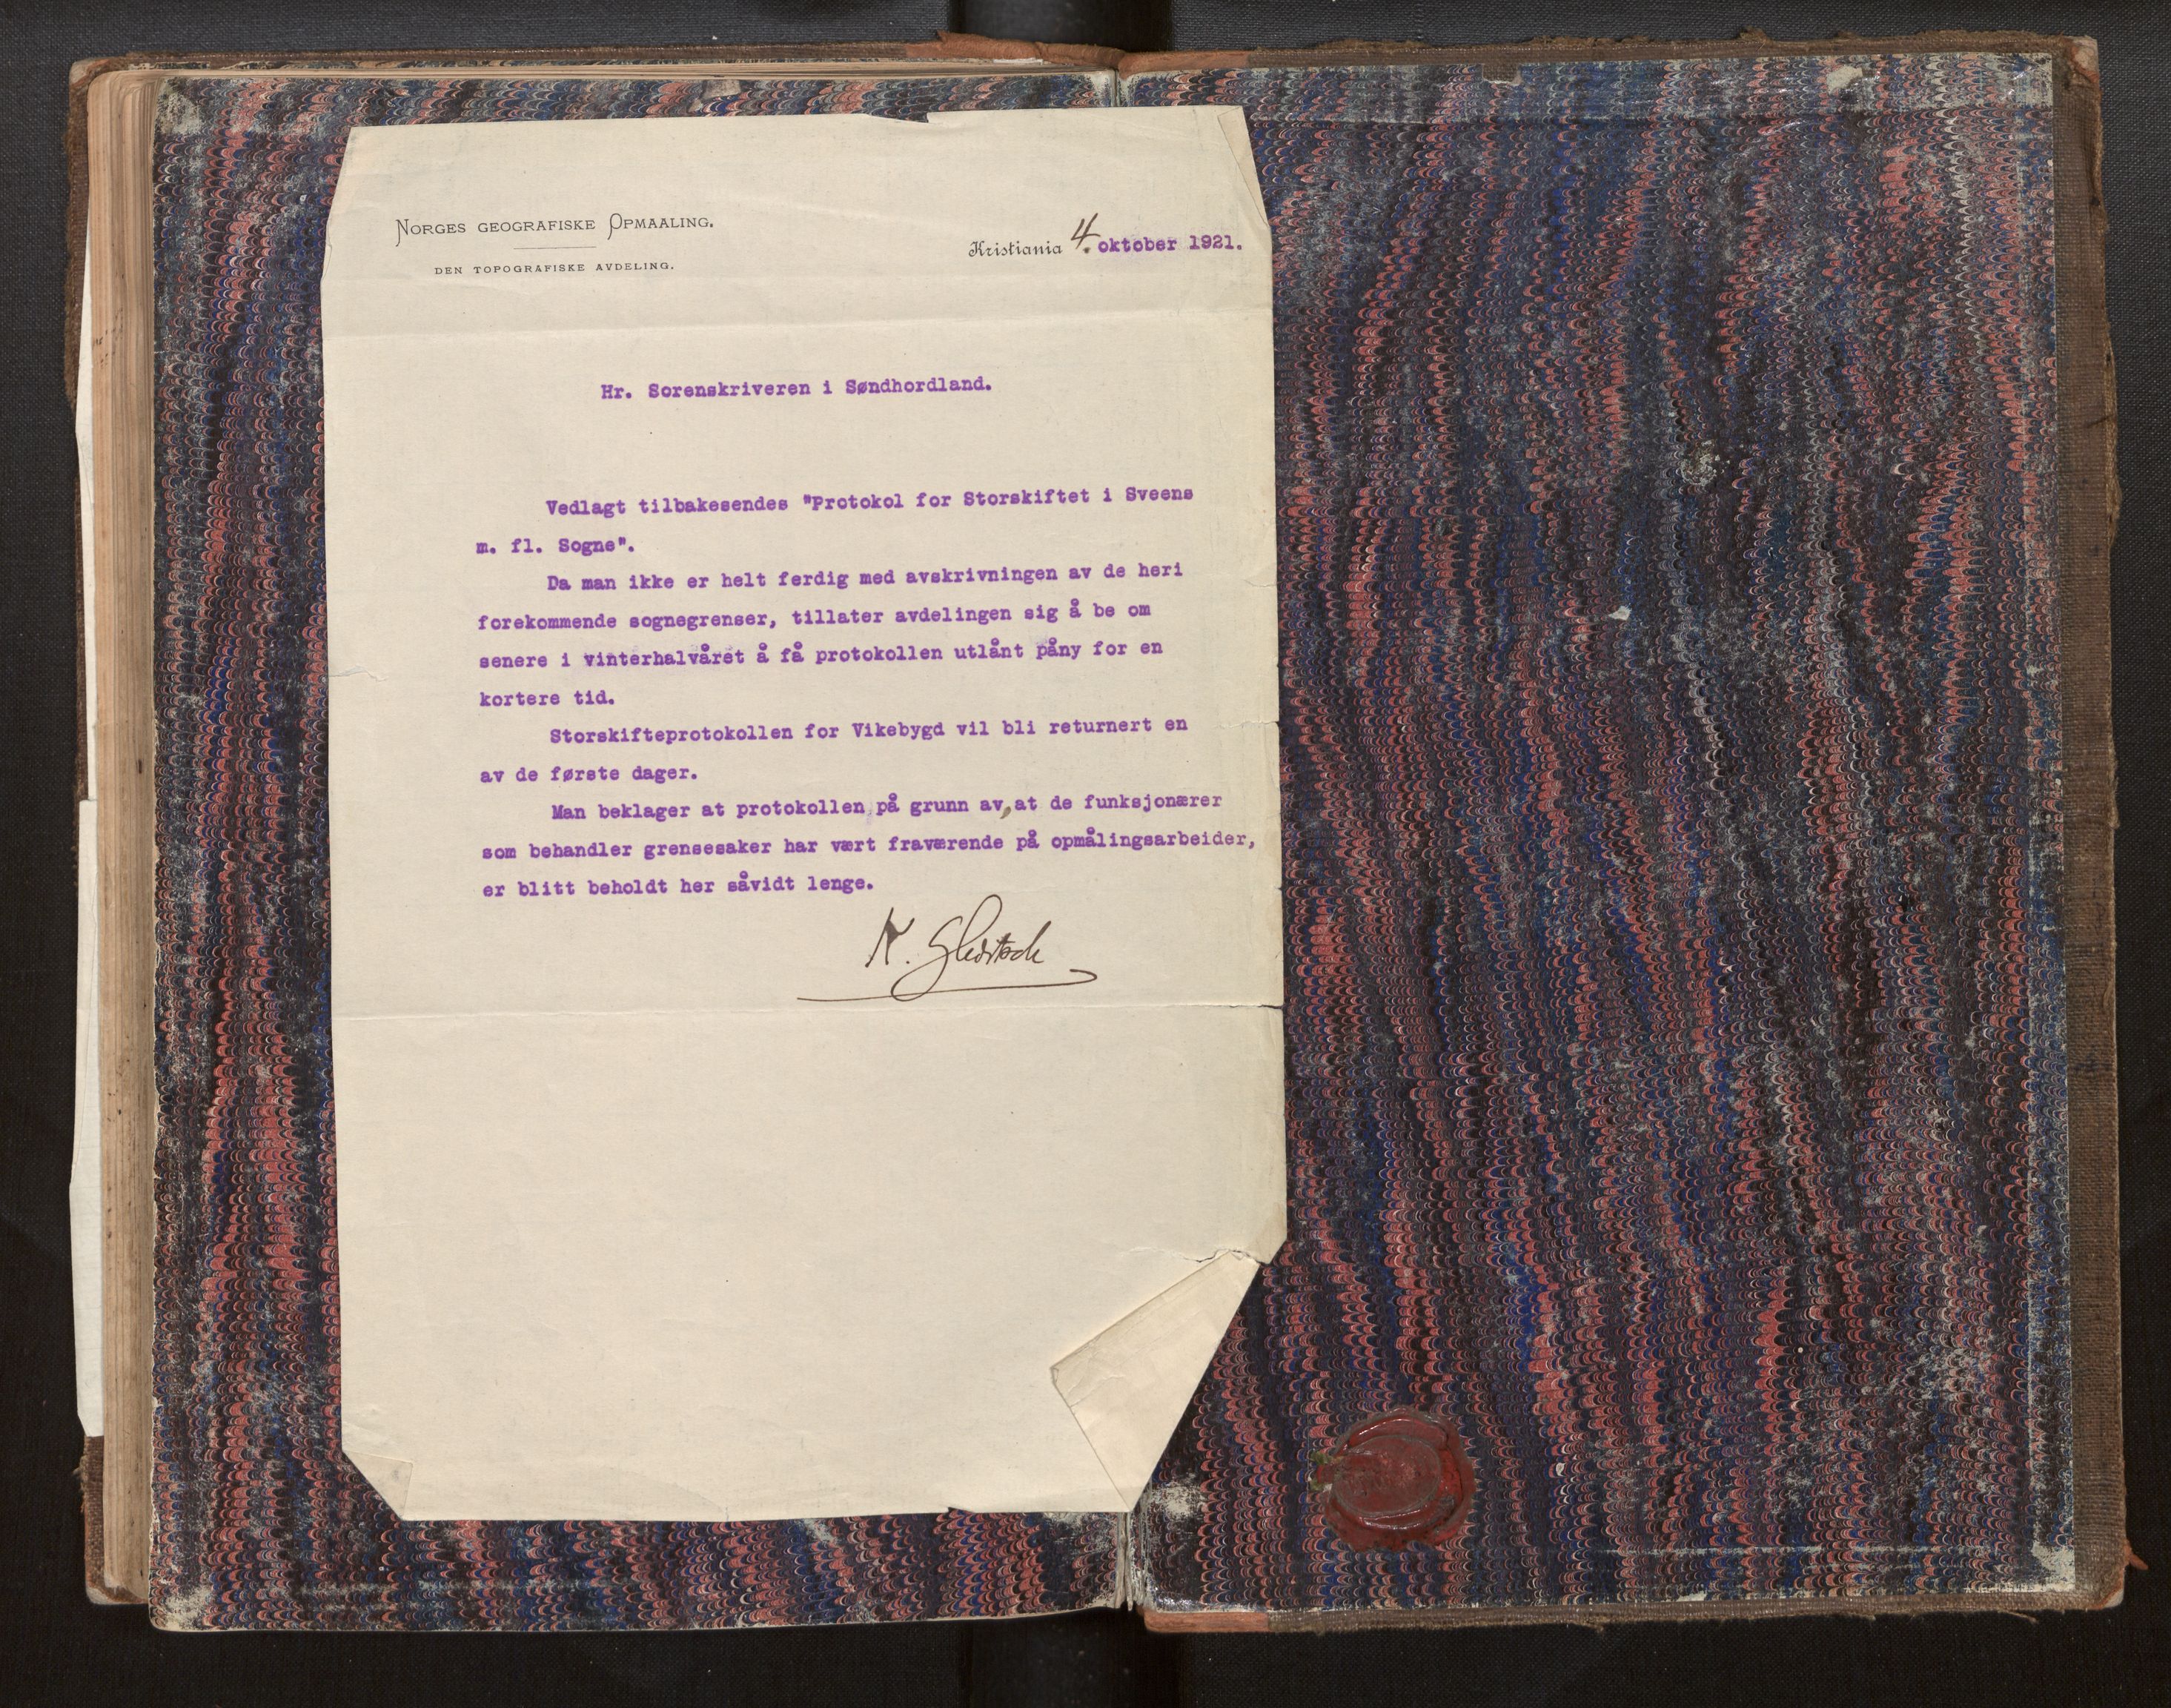 NORGES GEOGRAFISKE OPMAALING.
DEN TOPOGRAFISKE AVDELING.
Kristiania 4. oktober 1921.
Hr. Sorenskriveren i Søndhordland.
Vedlagt tilbakesendes "Protokol for Storskiftet i Sveens
m. fl. Sogne".
Da man ikke er helt ferdig med avskrivningen av de heri
forekommende sognegrenser, tillater avdelingen sig å be om
senere i vinterhalvåret å få protokollen utlånt påny for en
kortere tid.
Storskifteprotokollen for Vikebygd vil bli returnert en
av de første dager.
Man beklager at protokollen på grunn av, at de funksjonærer
som behandler grensesaker har vært fraværende på opmålingsarbeider,
er blitt beholdt her såvidt lenge.